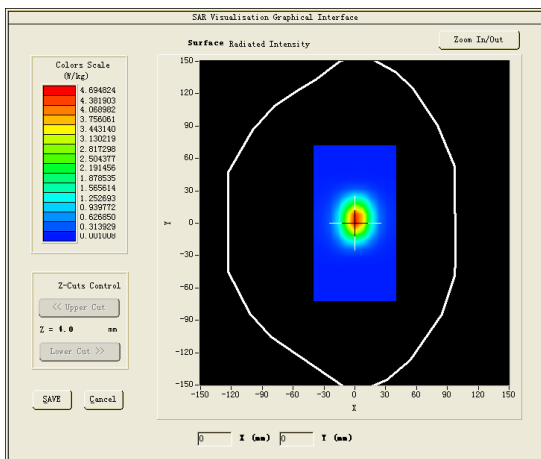 SAR Visualisation Graphical Interface
Surface Radiated Intensity
Zoom In/Out
Colors Scale
(W/kg)
4.694824
4.381903
4.068982
3.756061
3.443140
3.130219
2.817298
2.504377
2.191456
1.878535
1.565614
1.252693
0.939772
0.626850
0.313929
0.001008
Z-Cuts Control
<< Upper Cut
Z = 4.0 mm
Lower Cut >>
SAVE
Cancel
150
120
90
60
30
0
-30
-60
-90
-120
-150
Y
-150 -120 -90 -60 -30 0 30 60 90 120 150
X
0 X (mm) 0 Y (mm)